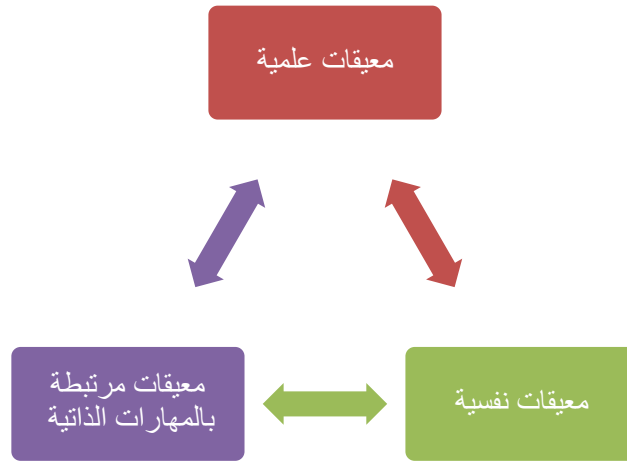 معيقات علمية
معيقات نفسية
معيقات مرتبطة
بالمهارات الذاتية